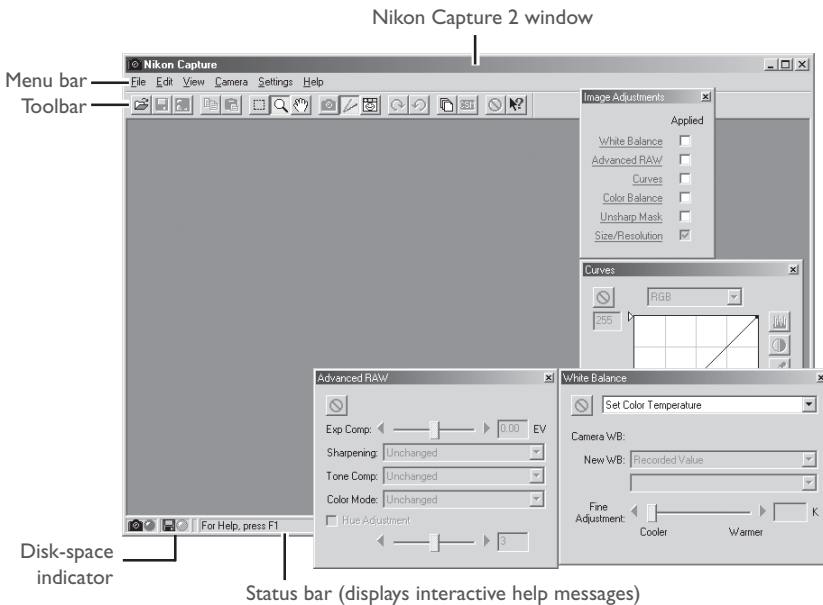 Nikon Capture 2 window
Nikon Capture
Menu bar
File Edit View Camera Settings Help
Toolbar
Image Adjustments
Applied
White Balance
Advanced RAW
Curves
Color Balance
Unsharp Mask
Size/Resolution
Curves
RGB
255
Advanced RAW
Exp Comp: 0.00 EV
Sharpening: Unchanged
Tone Comp: Unchanged
Color Mode: Unchanged
Hue Adjustment
3
White Balance
Set Color Temperature
Camera WB:
New WB: Recorded Value
Fine
Adjustment: K
Cooler Warmer
For Help, press F1
Disk-space
indicator
Status bar (displays interactive help messages)